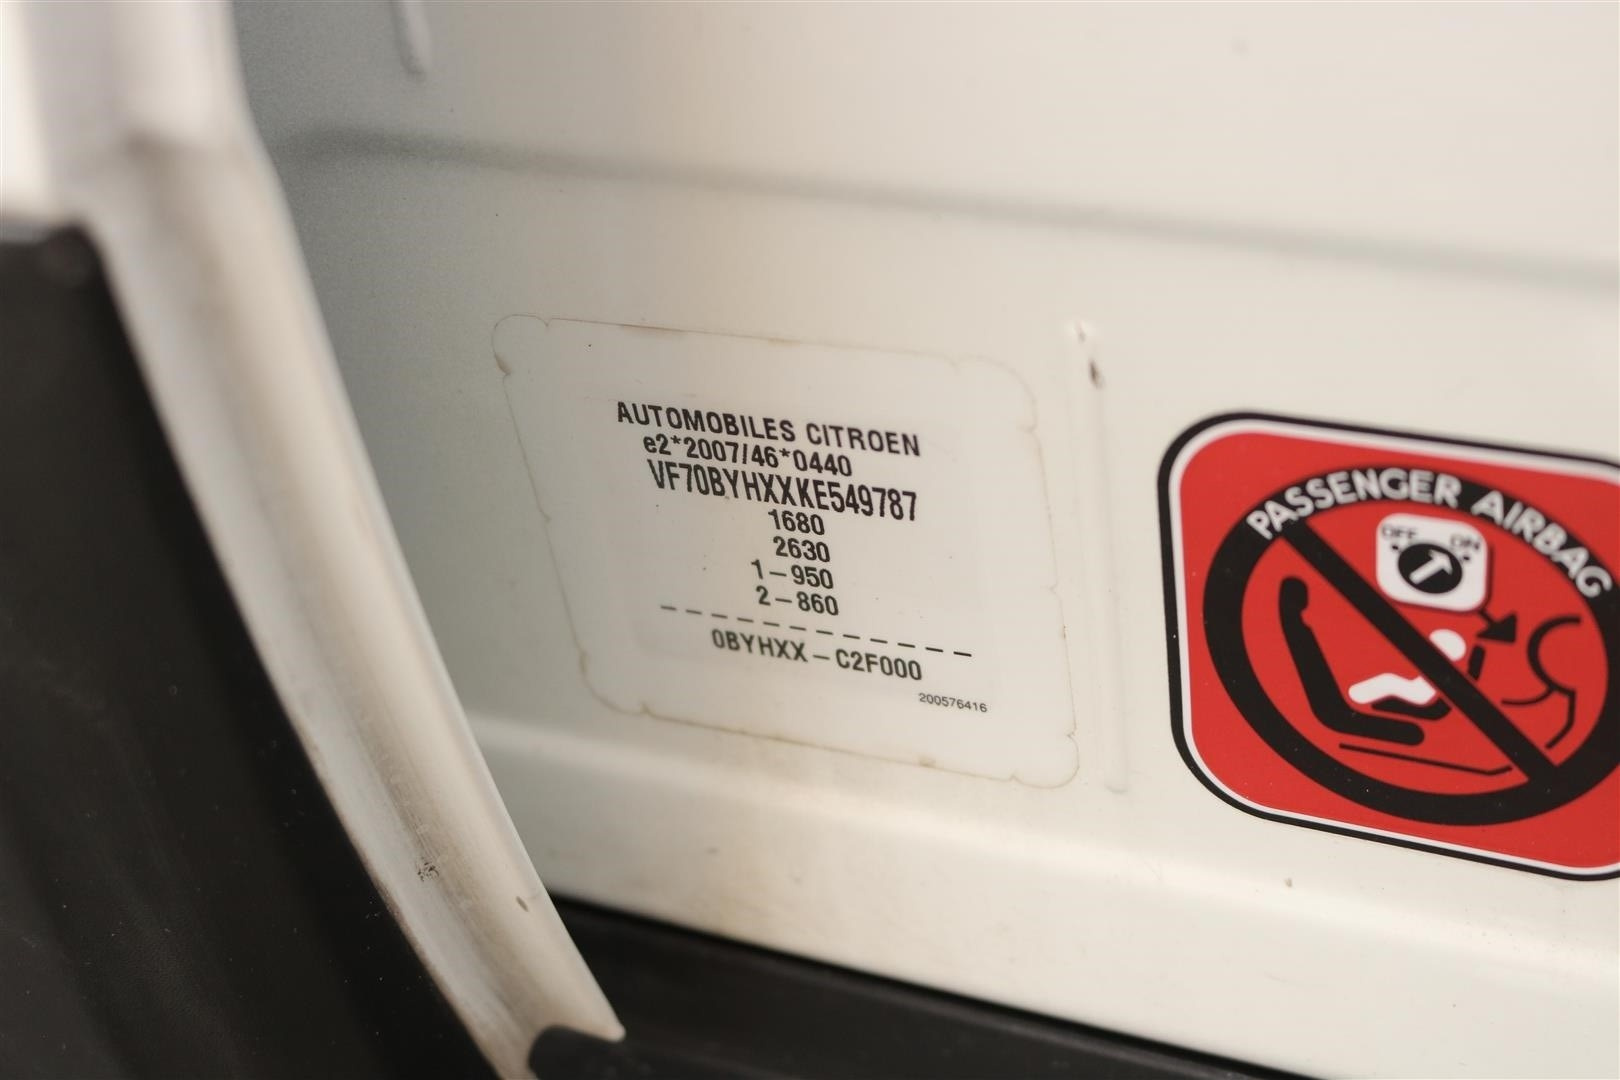 AUTOMOBILES CITROEN
e2*2007/46*0440
VF70BYHXXKE549787
1680
2630
1-950
2-860
------------
0BYHXX-C2F000
200576416
PASSENGER AIRBAG
OFF ON